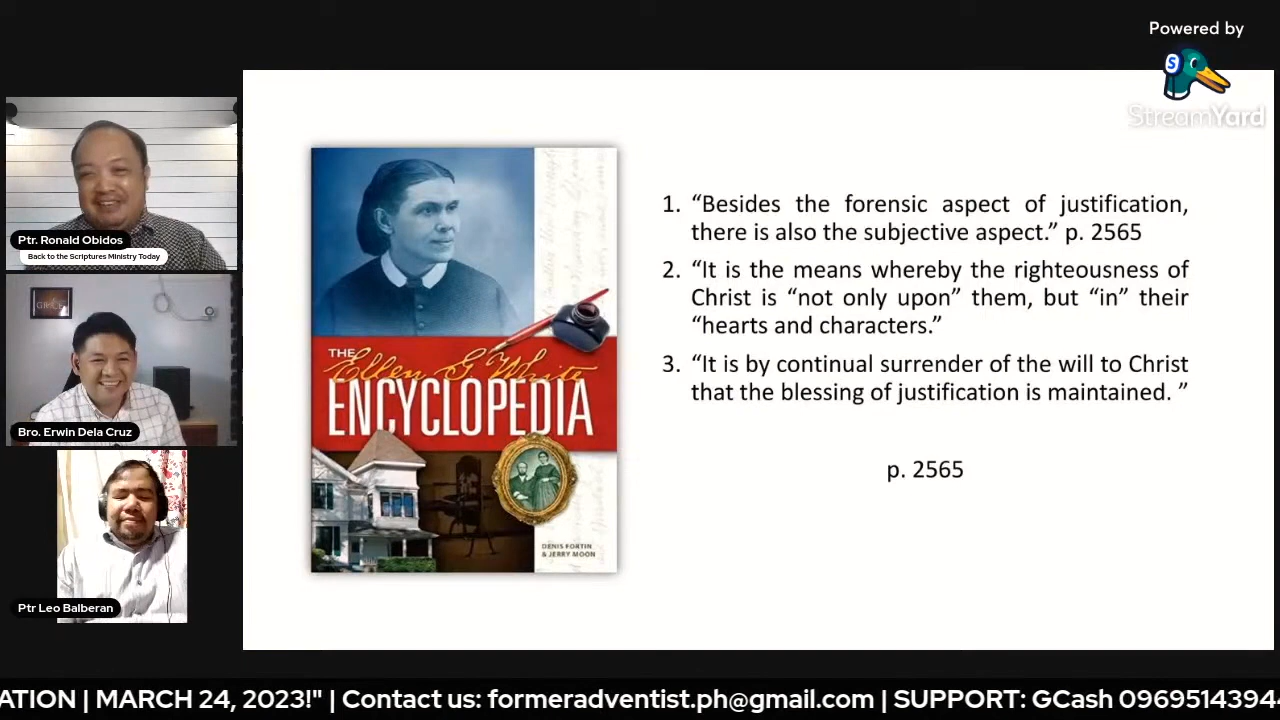 Powered by
StreamYard
Ptr. Ronald Obidos
Back to the Scriptures Ministry Today
Bro. Erwin Dela Cruz
Ptr Leo Balberan
THE
Ellen G White
ENCYCLOPEDIA
DENIS FORTIN
& JERRY MOON
1. “Besides the forensic aspect of justification,
there is also the subjective aspect.” p. 2565
2. “It is the means whereby the righteousness of
Christ is “not only upon” them, but “in” their
“hearts and characters.”
3. “It is by continual surrender of the will to Christ
that the blessing of justification is maintained. ”
p. 2565
ATION | MARCH 24, 2023!" | Contact us: formeradventist.ph@gmail.com | SUPPORT: GCash 0969514394